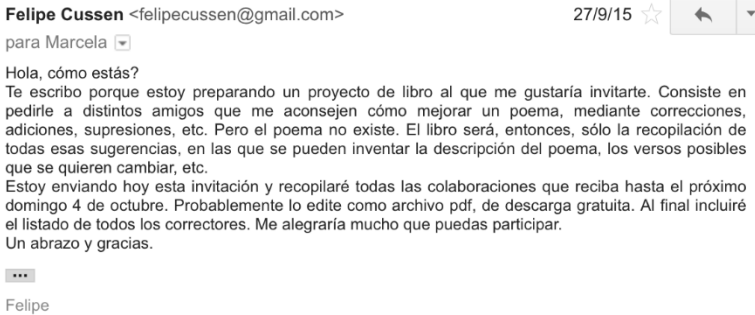 Felipe Cussen <felipecussen@gmail.com> 27/9/15
para Marcela
Hola, cómo estás?
Te escribo porque estoy preparando un proyecto de libro al que me gustaría invitarte. Consiste en
pedirle a distintos amigos que me aconsejen cómo mejorar un poema, mediante correcciones,
adiciones, supresiones, etc. Pero el poema no existe. El libro será, entonces, sólo la recopilación de
todas esas sugerencias, en las que se pueden inventar la descripción del poema, los versos posibles
que se quieren cambiar, etc.
Estoy enviando hoy esta invitación y recopilaré todas las colaboraciones que reciba hasta el próximo
domingo 4 de octubre. Probablemente lo edite como archivo pdf, de descarga gratuita. Al final incluiré
el listado de todos los correctores. Me alegraría mucho que puedas participar.
Un abrazo y gracias.
...
Felipe